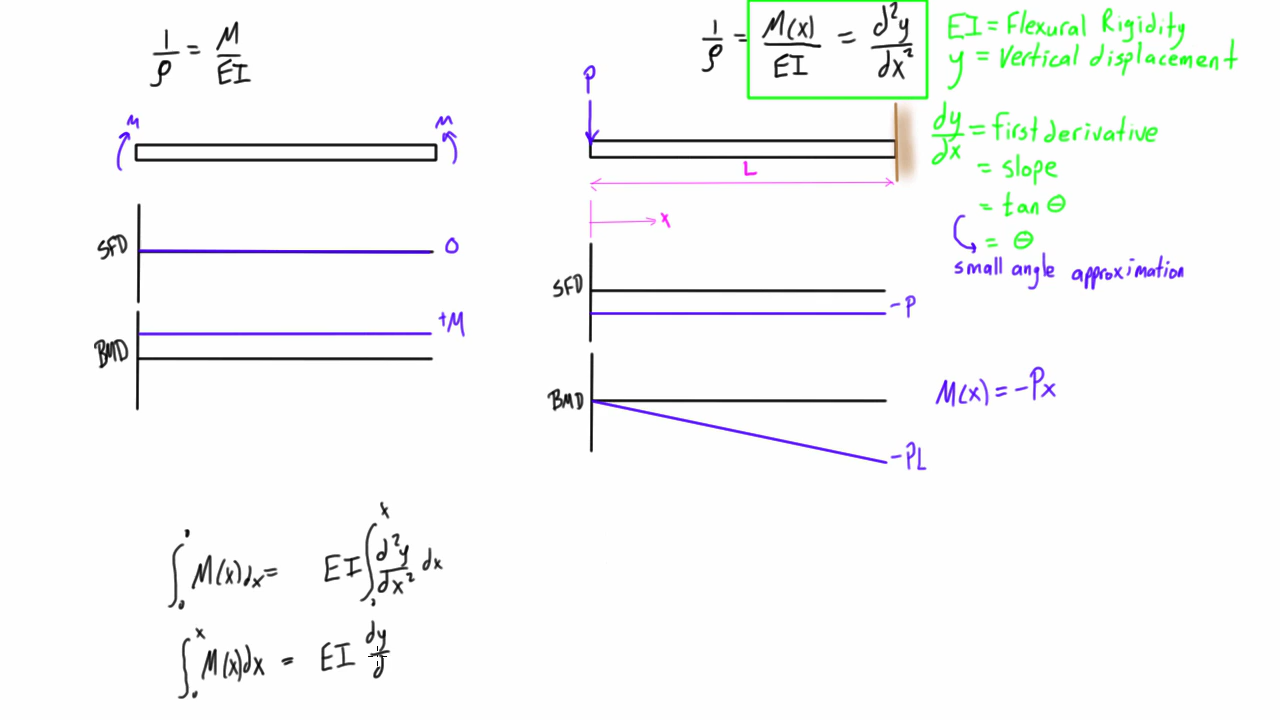 1/ρ = M/EI
M M
SFD 0
+M
BMD
1/ρ = M(x)/EI = d²y/dx²
P
L
x
SFD
-P
BMD
-PL
EI = Flexural Rigidity
y = Vertical displacement
dy/dx = first derivative
= slope
= tan θ
= θ
small angle approximation
M(x) = -Px
∫₀ M(x)dx = EI ∫₀ˣ d²y/dx² dx
∫₀ˣ M(x)dx = EI dy/d